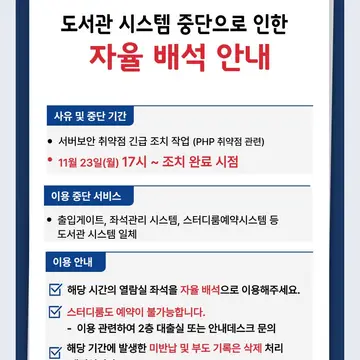 도서관 시스템 중단으로 인한
자율 배석 안내
사유 및 중단 기간
• 서버보안 취약점 긴급 조치 작업 (PHP 취약점 관련)
• 11월 23일(월) 17시 ~ 조치 완료 시점
이용 중단 서비스
• 출입게이트, 좌석관리 시스템, 스터디룸예약시스템 등
도서관 시스템 일체
이용 안내
해당 시간의 열람실 좌석을 자율 배석으로 이용해주세요.
스터디룸도 예약이 불가능합니다.
- 이용 관련하여 2층 대출실 또는 안내데스크 문의
해당 기간에 발생한 미반납 및 부도 기록은 삭제 처리